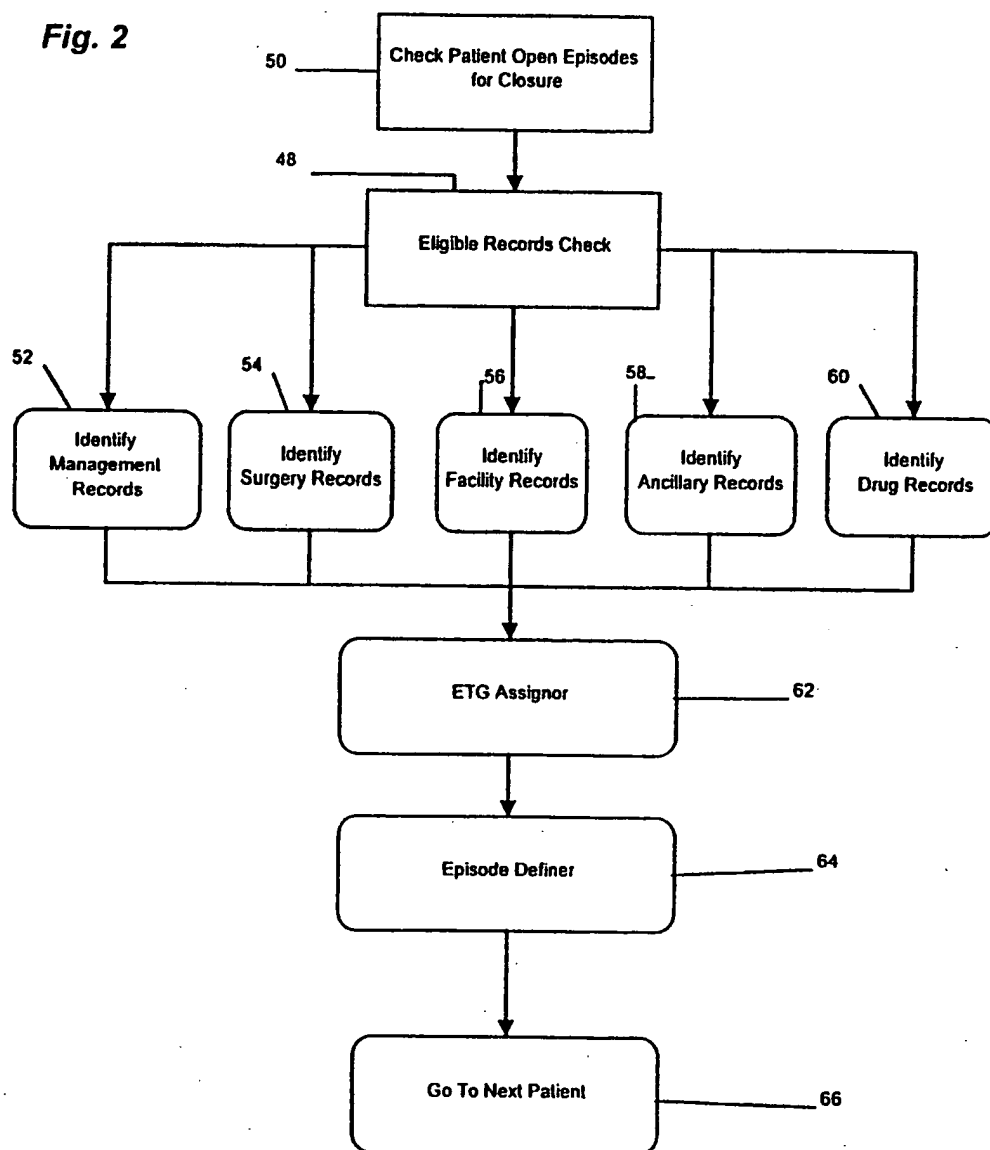 Fig. 2
50
Check Patient Open Episodes
for Closure
48
Eligible Records Check
52
54
56
58
60
Identify
Management
Records
Identify
Surgery Records
Identify
Facility Records
Identify
Ancillary Records
Identify
Drug Records
ETG Assignor
62
Episode Definer
64
Go To Next Patient
66